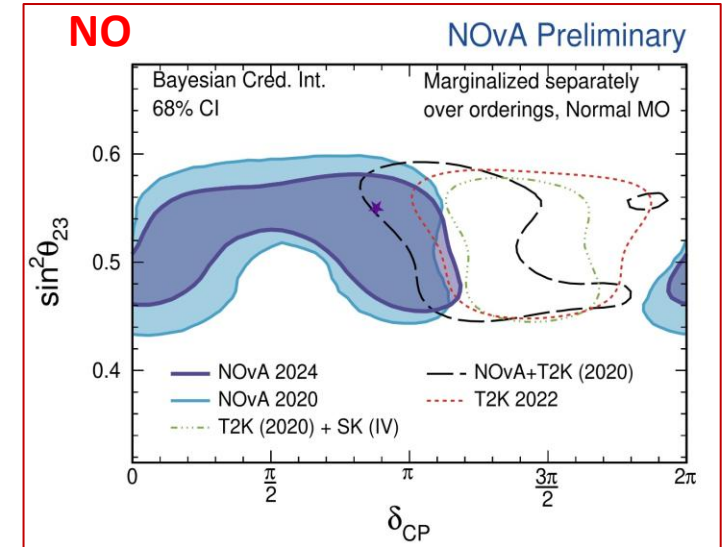 NO
NOvA Preliminary
Bayesian Cred. Int.
68% CI
Marginalized separately
over orderings, Normal MO
sin²θ₂₃
0.6
0.5
0.4
NOvA 2024
NOvA 2020
T2K (2020) + SK (IV)
NOvA+T2K (2020)
T2K 2022
0
π/2
π
3π/2
2π
δ_CP